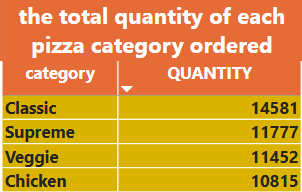 the total quantity of each
pizza category ordered
category QUANTITY
Classic 14581
Supreme 11777
Veggie 11452
Chicken 10815